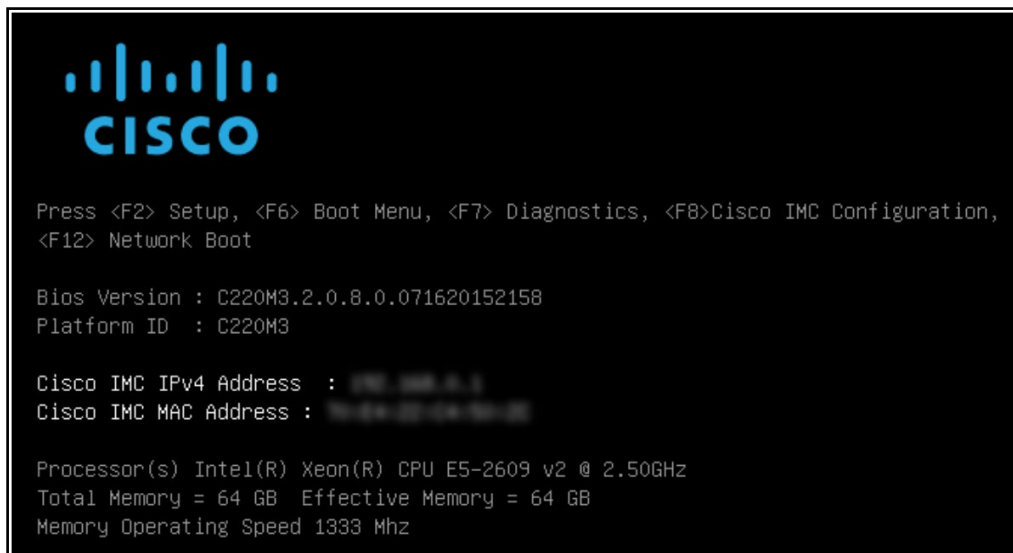 CISCO
Press <F2> Setup, <F6> Boot Menu, <F7> Diagnostics, <F8>Cisco IMC Configuration,
<F12> Network Boot
Bios Version : C220M3.2.0.8.0.071620152158
Platform ID  : C220M3
Cisco IMC IPv4 Address  :
Cisco IMC MAC Address :
Processor(s) Intel(R) Xeon(R) CPU E5-2609 v2 @ 2.50GHz
Total Memory = 64 GB  Effective Memory = 64 GB
Memory Operating Speed 1333 Mhz